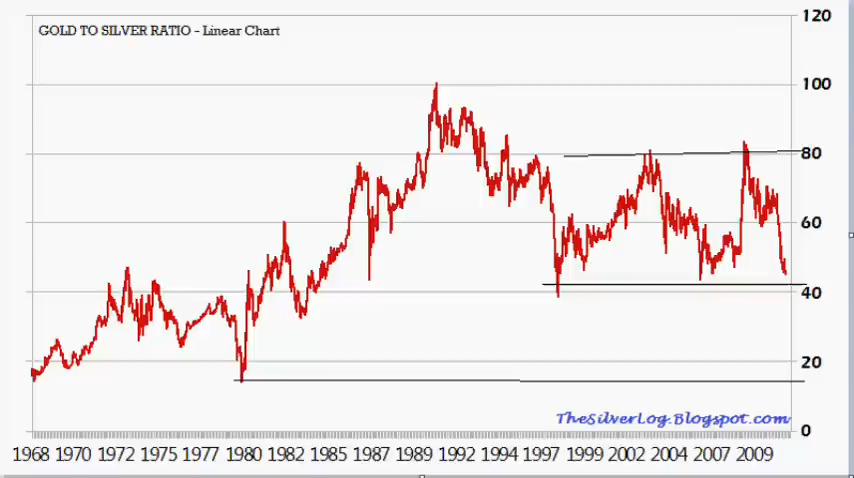 GOLD TO SILVER RATIO - Linear Chart
120
100
80
60
40
20
0
TheSilverLog.Blogspot.com
1968 1970 1972 1975 1977 1980 1982 1985 1987 1989 1992 1994 1997 1999 2002 2004 2007 2009